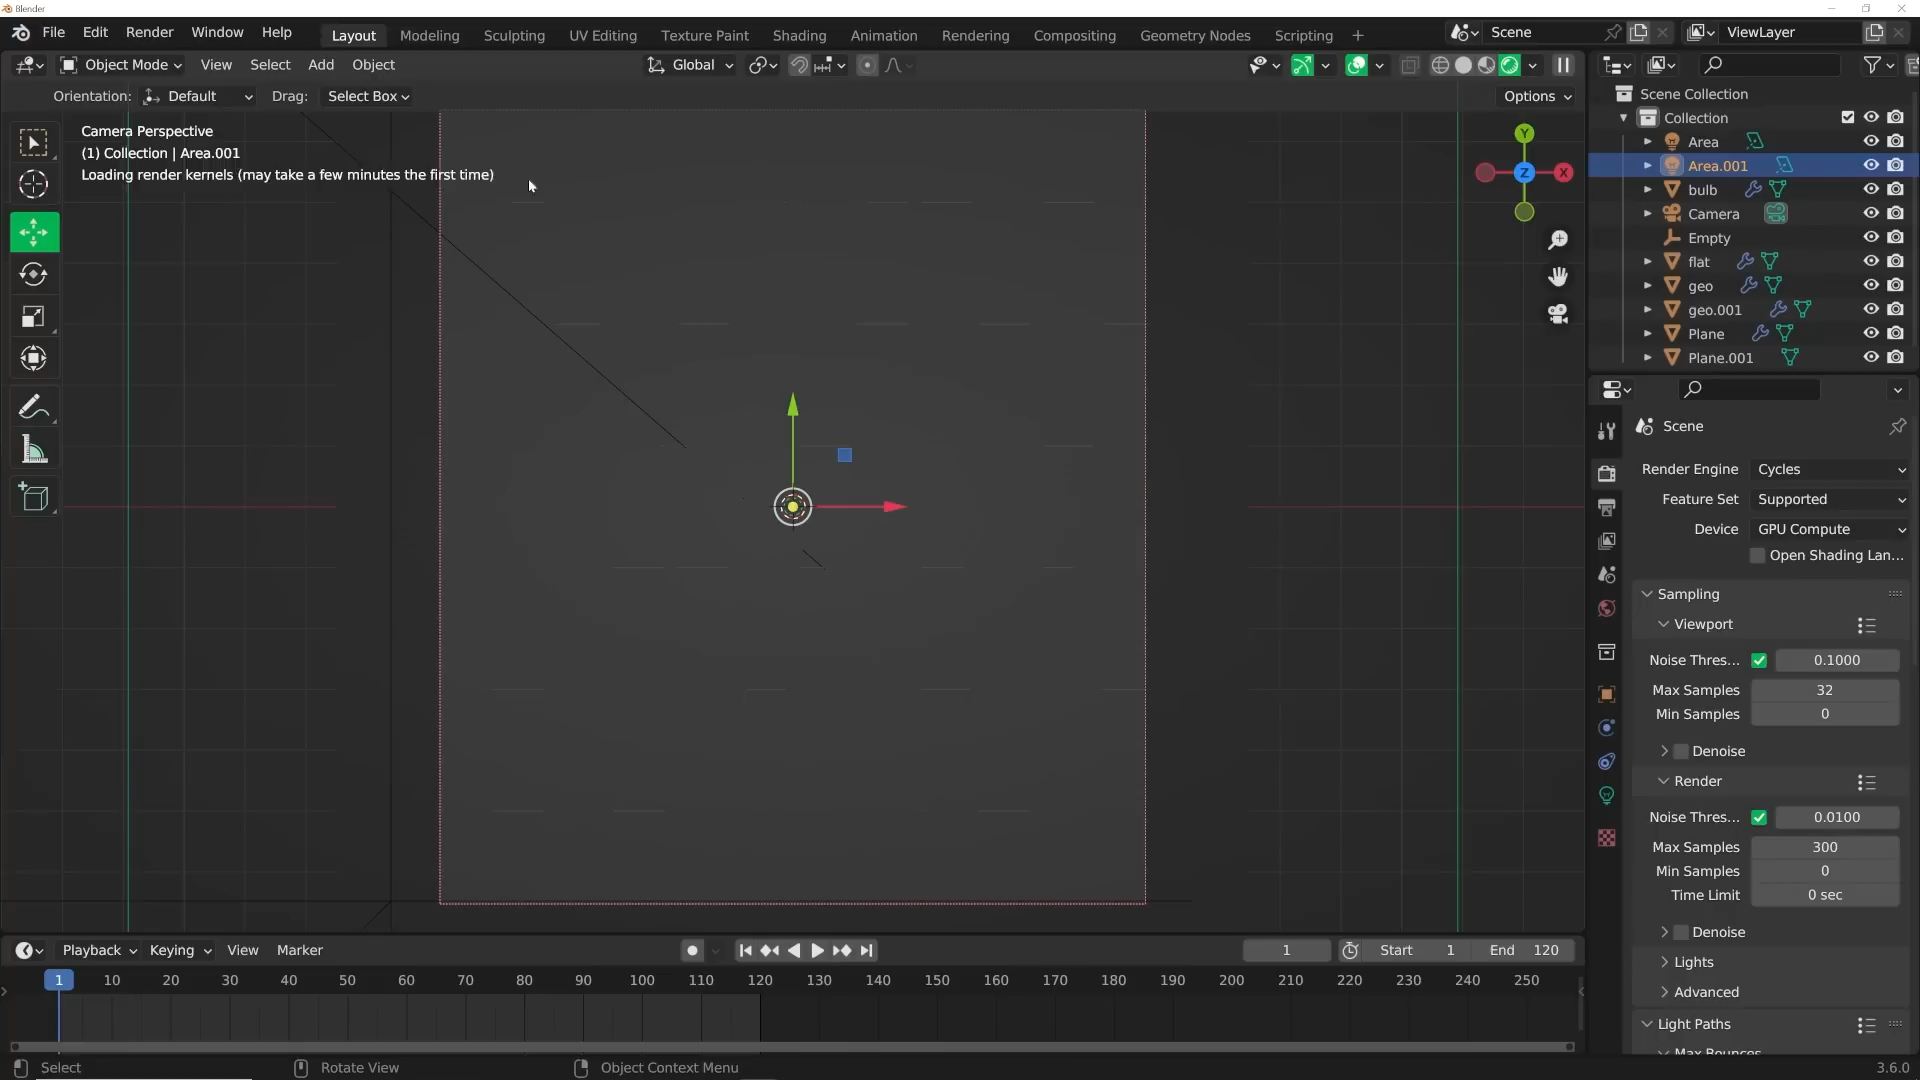 Blender
File Edit Render Window Help Layout Modeling Sculpting UV Editing Texture Paint Shading Animation Rendering Compositing Geometry Nodes Scripting + Scene ViewLayer
Object Mode View Select Add Object Global
Orientation: Default Drag: Select Box Options
Camera Perspective
(1) Collection | Area.001
Loading render kernels (may take a few minutes the first time)
Y
Z
X
Scene Collection
Collection
Area
Area.001
bulb
Camera
Empty
flat
geo
geo.001
Plane
Plane.001
Scene
Render Engine Cycles
Feature Set Supported
Device GPU Compute
Open Shading Lan...
Sampling
Viewport
Noise Thres... 0.1000
Max Samples 32
Min Samples 0
Denoise
Render
Noise Thres... 0.0100
Max Samples 300
Min Samples 0
Time Limit 0 sec
Denoise
Lights
Advanced
Light Paths
Max Bounces
Playback Keying View Marker 1 Start 1 End 120
1 10 20 30 40 50 60 70 80 90 100 110 120 130 140 150 160 170 180 190 200 210 220 230 240 250
Select Rotate View Object Context Menu 3.6.0